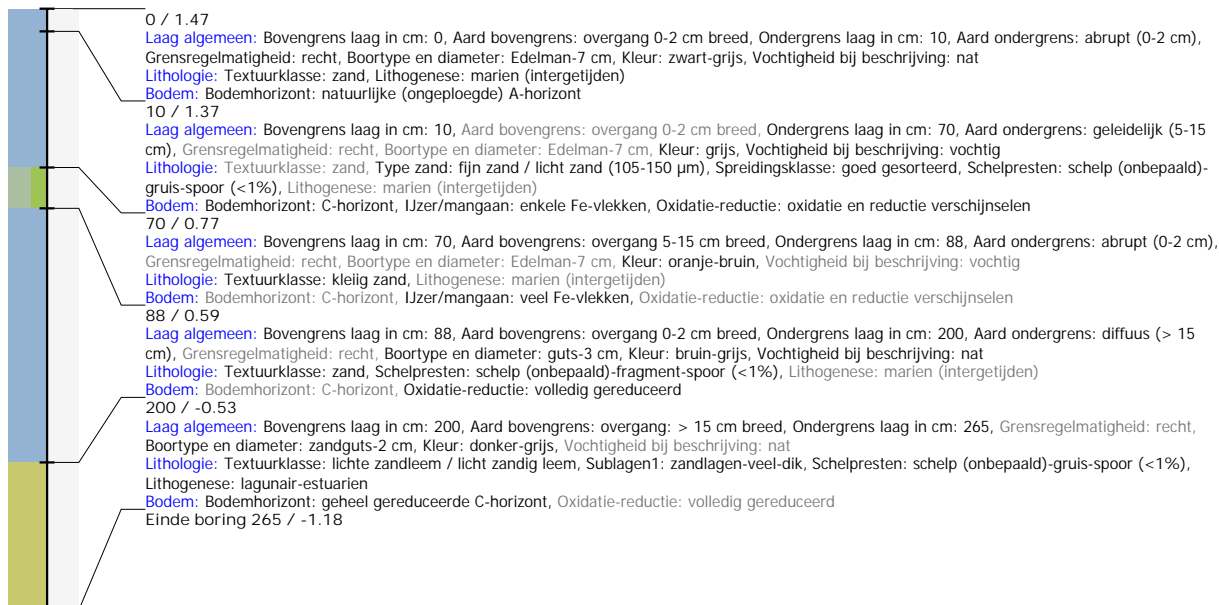 0 / 1.47
Laag algemeen: Bovengrens laag in cm: 0, Aard bovengrens: overgang 0-2 cm breed, Ondergrens laag in cm: 10, Aard ondergrens: abrupt (0-2 cm),
Grensregelmatigheid: recht, Boortype en diameter: Edelman-7 cm, Kleur: zwart-grijs, Vochtigheid bij beschrijving: nat
Lithologie: Textuurklasse: zand, Lithogenese: marien (intergetijden)
Bodem: Bodemhorizont: natuurlijke (ongeploegde) A-horizont
10 / 1.37
Laag algemeen: Bovengrens laag in cm: 10, Aard bovengrens: overgang 0-2 cm breed, Ondergrens laag in cm: 70, Aard ondergrens: geleidelijk (5-15
cm), Grensregelmatigheid: recht, Boortype en diameter: Edelman-7 cm, Kleur: grijs, Vochtigheid bij beschrijving: vochtig
Lithologie: Textuurklasse: zand, Type zand: fijn zand / licht zand (105-150 µm), Spreidingsklasse: goed gesorteerd, Schelpresten: schelp (onbepaald)-
gruis-spoor (<1%), Lithogenese: marien (intergetijden)
Bodem: Bodemhorizont: C-horizont, IJzer/mangaan: enkele Fe-vlekken, Oxidatie-reductie: oxidatie en reductie verschijnselen
70 / 0.77
Laag algemeen: Bovengrens laag in cm: 70, Aard bovengrens: overgang 5-15 cm breed, Ondergrens laag in cm: 88, Aard ondergrens: abrupt (0-2 cm),
Grensregelmatigheid: recht, Boortype en diameter: Edelman-7 cm, Kleur: oranje-bruin, Vochtigheid bij beschrijving: vochtig
Lithologie: Textuurklasse: kleiig zand, Lithogenese: marien (intergetijden)
Bodem: Bodemhorizont: C-horizont, IJzer/mangaan: veel Fe-vlekken, Oxidatie-reductie: oxidatie en reductie verschijnselen
88 / 0.59
Laag algemeen: Bovengrens laag in cm: 88, Aard bovengrens: overgang 0-2 cm breed, Ondergrens laag in cm: 200, Aard ondergrens: diffuus (> 15
cm), Grensregelmatigheid: recht, Boortype en diameter: guts-3 cm, Kleur: bruin-grijs, Vochtigheid bij beschrijving: nat
Lithologie: Textuurklasse: zand, Schelpresten: schelp (onbepaald)-fragment-spoor (<1%), Lithogenese: marien (intergetijden)
Bodem: Bodemhorizont: C-horizont, Oxidatie-reductie: volledig gereduceerd
200 / -0.53
Laag algemeen: Bovengrens laag in cm: 200, Aard bovengrens: overgang: > 15 cm breed, Ondergrens laag in cm: 265, Grensregelmatigheid: recht,
Boortype en diameter: zandguts-2 cm, Kleur: donker-grijs, Vochtigheid bij beschrijving: nat
Lithologie: Textuurklasse: lichte zandleem / licht zandig leem, Sublagen1: zandlagen-veel-dik, Schelpresten: schelp (onbepaald)-gruis-spoor (<1%),
Lithogenese: lagunair-estuarien
Bodem: Bodemhorizont: geheel gereduceerde C-horizont, Oxidatie-reductie: volledig gereduceerd
Einde boring 265 / -1.18